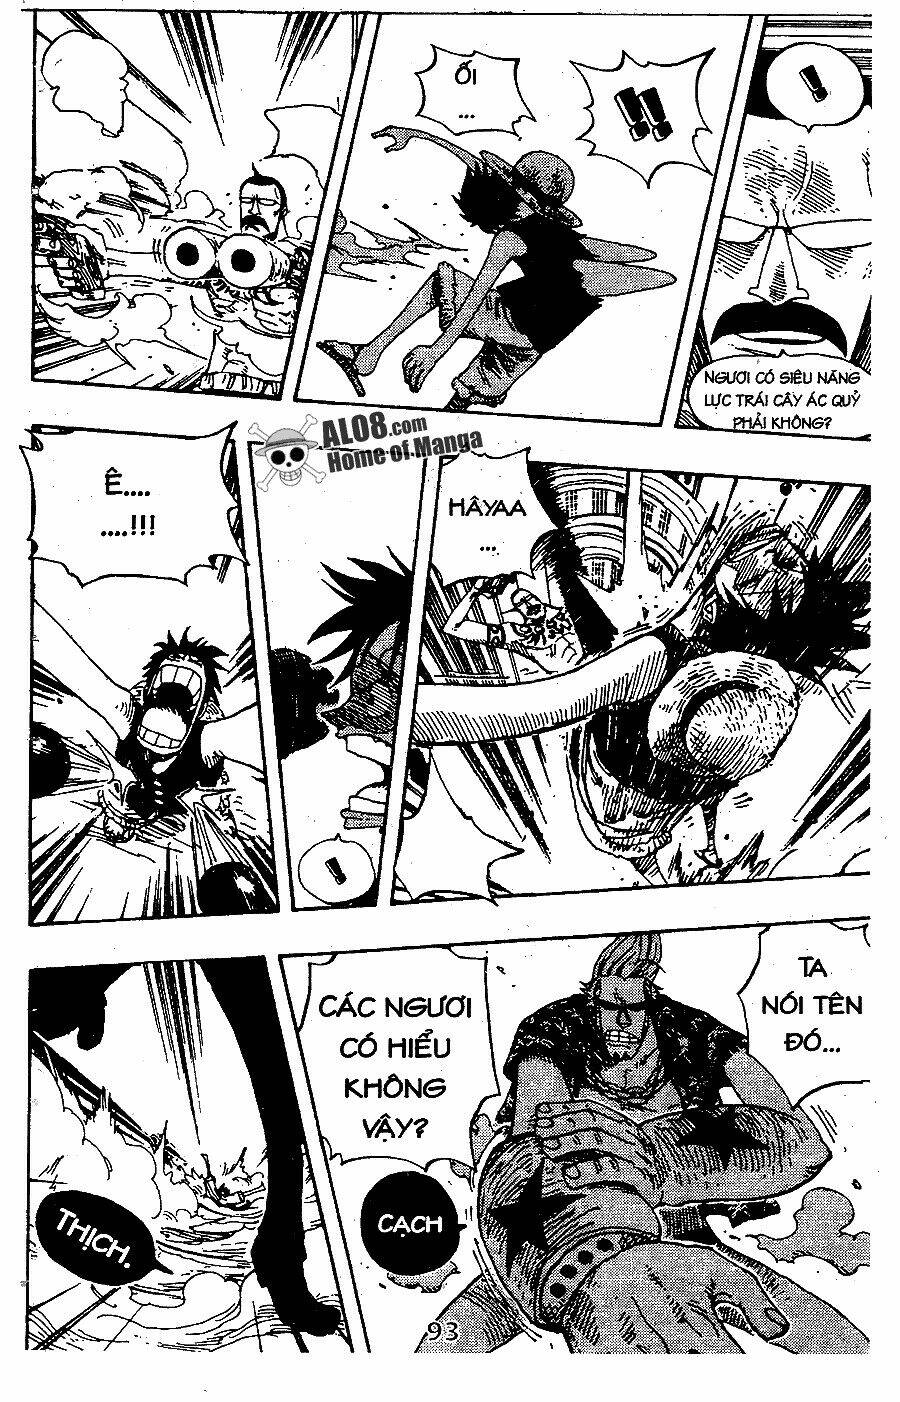 !!
NGƯƠI CÓ SIÊU NĂNG
LỰC TRÁI CÂY ÁC QUỶ
PHẢI KHÔNG?
!!
!!
ỐI
...
HÂYAA
...
!!
Ê....
....!!!
AL08.com
Home of Manga
TA
NÓI TÊN
ĐÓ...
CÁC NGƯƠI
CÓ HIỂU
KHÔNG
VẬY?
CẠCH
THỊCH.
93